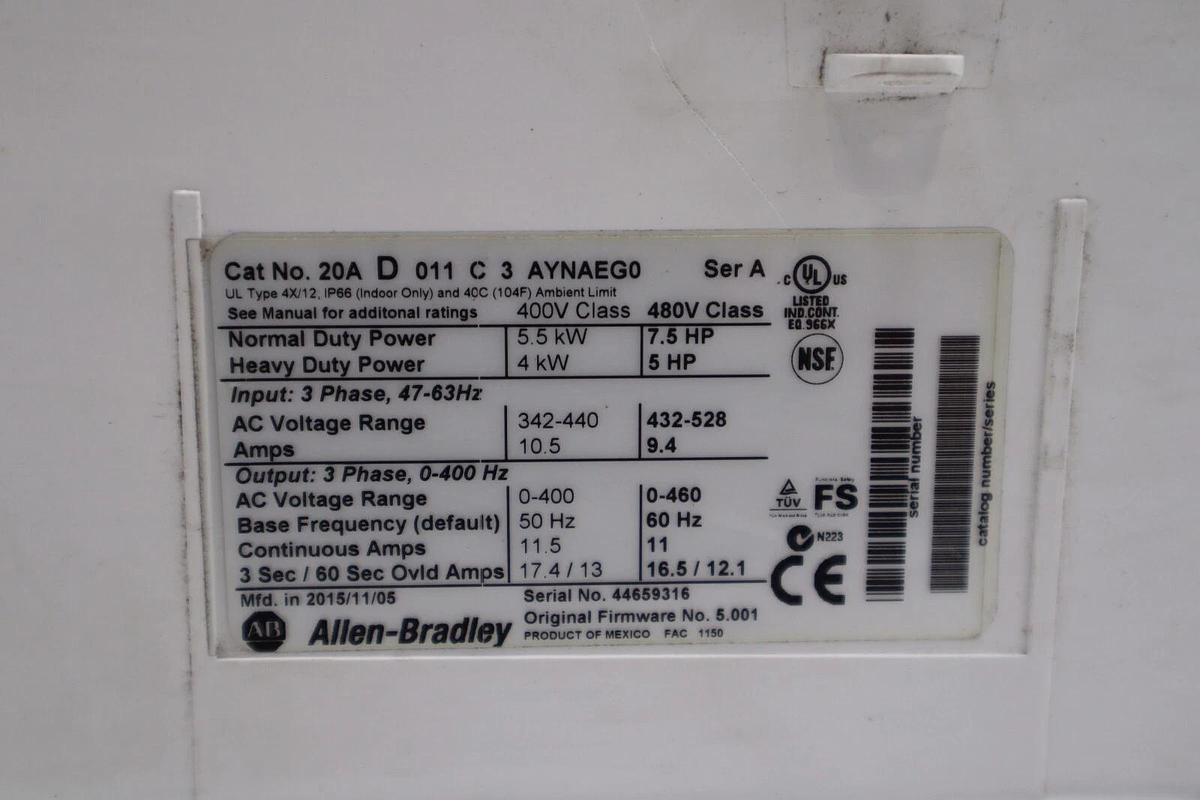 Cat No. 20A D 011 C 3 AYNAEG0 Ser A
UL Type 4X/12, IP66 (Indoor Only) and 40C (104F) Ambient Limit
See Manual for additonal ratings 400V Class 480V Class
Normal Duty Power 5.5 kW 7.5 HP
Heavy Duty Power 4 kW 5 HP
Input: 3 Phase, 47-63Hz
AC Voltage Range 342-440 432-528
Amps 10.5 9.4
Output: 3 Phase, 0-400 Hz
AC Voltage Range 0-400 0-460
Base Frequency (default) 50 Hz 60 Hz
Continuous Amps 11.5 11
3 Sec / 60 Sec Ovld Amps 17.4 / 13 16.5 / 12.1
Mfd. in 2015/11/05 Serial No. 44659316
Original Firmware No. 5.001
AB Allen-Bradley PRODUCT OF MEXICO FAC 1150
C UL US
LISTED
IND.CONT.
EQ.966X
NSF
TÜV FS
N223
CE
serial number
catalog number/series